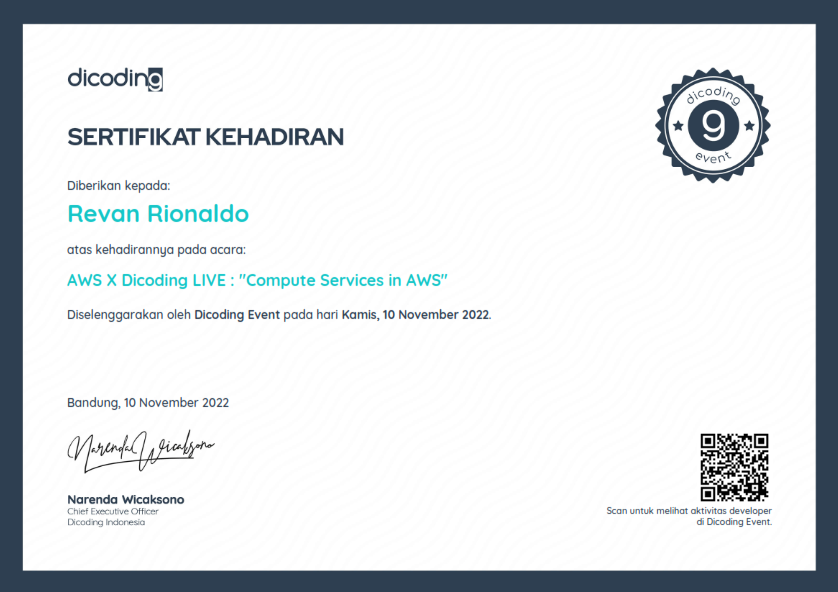 dicoding
SERTIFIKAT KEHADIRAN
dicoding
9
event
Diberikan kepada:
Revan Rionaldo
atas kehadirannya pada acara:
AWS X Dicoding LIVE : "Compute Services in AWS"
Diselenggarakan oleh Dicoding Event pada hari Kamis, 10 November 2022.
Bandung, 10 November 2022
Narenda Wicaksono
Narenda Wicaksono
Chief Executive Officer
Dicoding Indonesia
Scan untuk melihat aktivitas developer
di Dicoding Event.